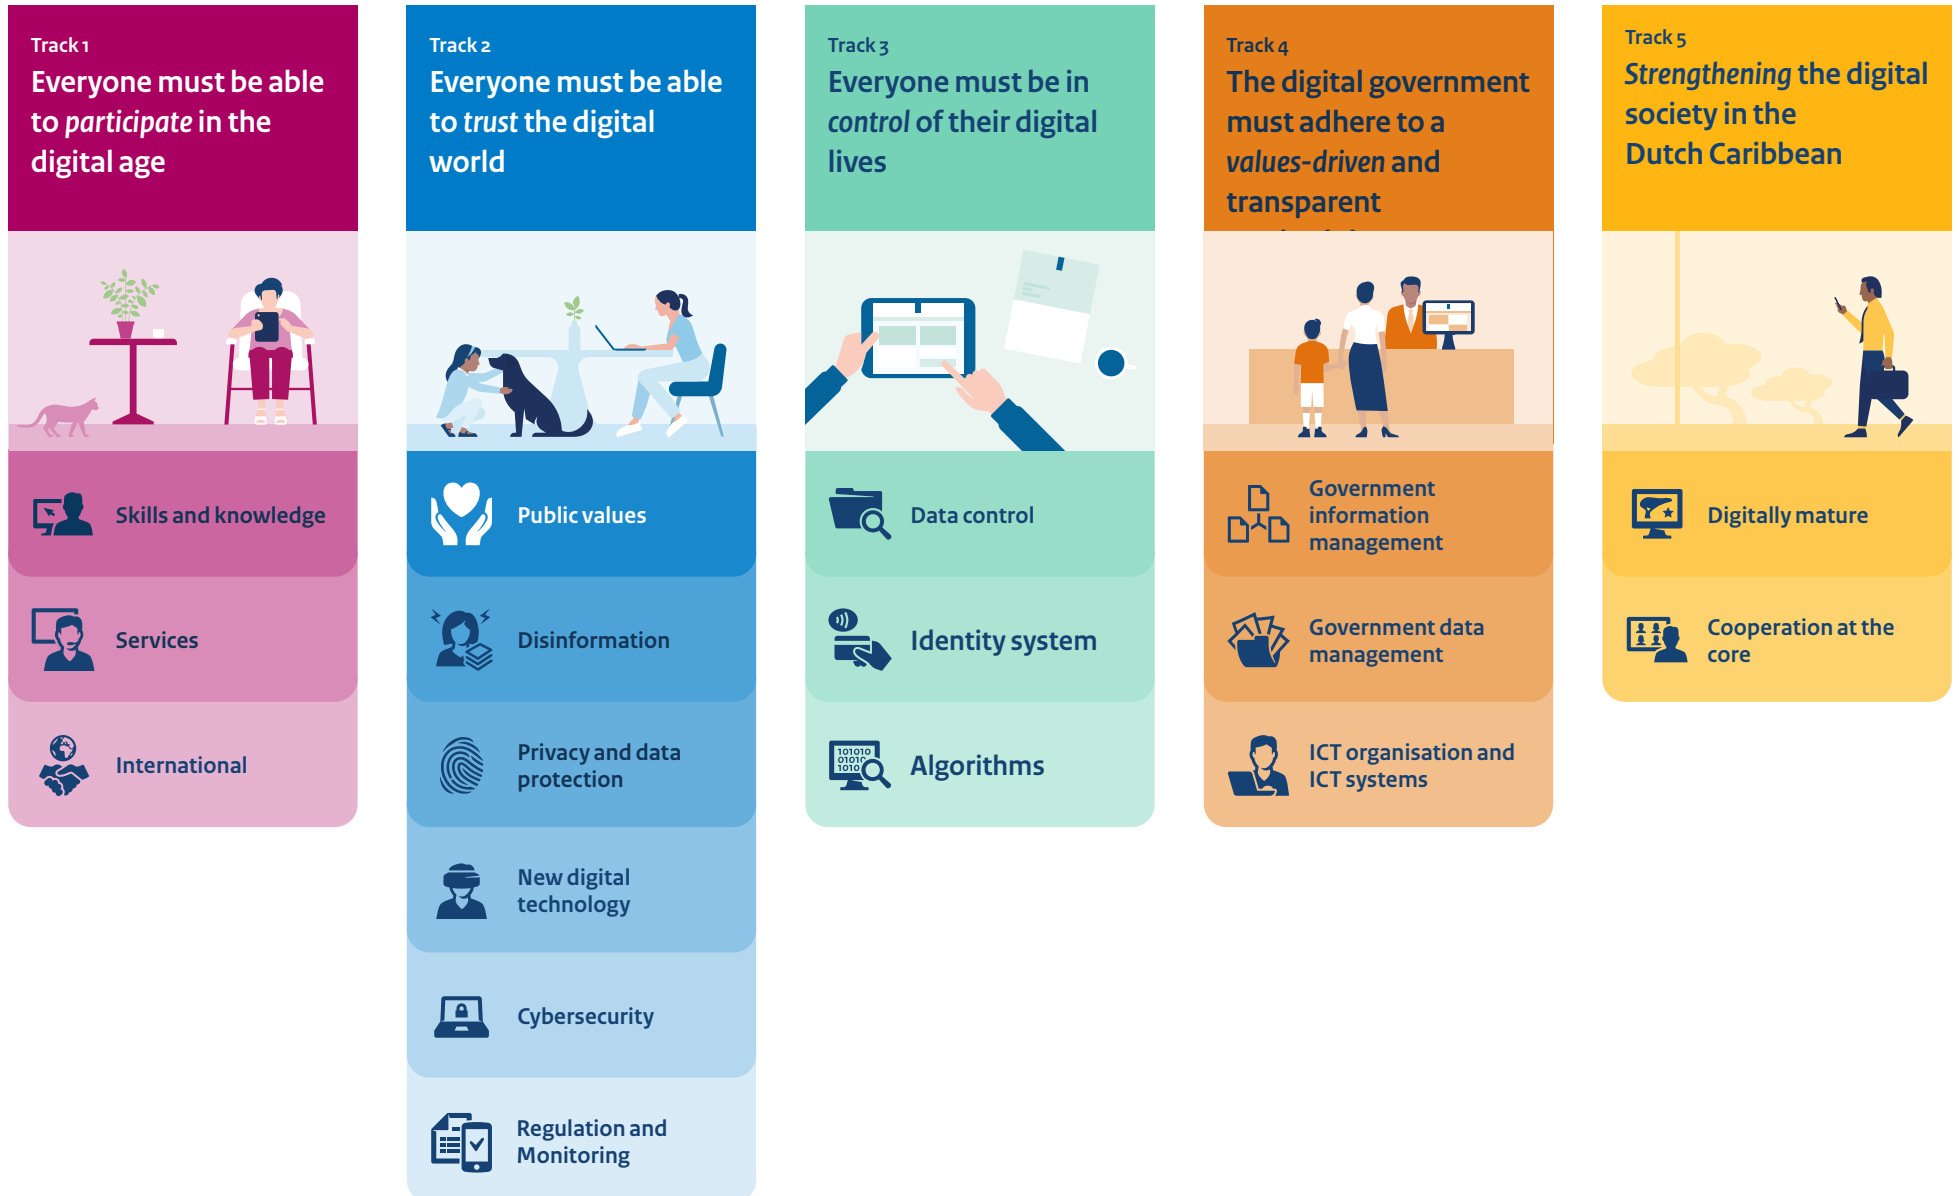 Track 1
Everyone must be able
to participate in the
digital age
Skills and knowledge
Services
International
Track 2
Everyone must be able
to trust the digital
world
Public values
Disinformation
Privacy and data
protection
New digital
technology
Cybersecurity
Regulation and
Monitoring
Track 3
Everyone must be in
control of their digital
lives
Data control
Identity system
101010
01010
1010
Algorithms
Track 4
The digital government
must adhere to a
values-driven and
transparent
Government
information
management
Government data
management
ICT organisation and
ICT systems
Track 5
Strengthening the digital
society in the
Dutch Caribbean
Digitally mature
Cooperation at the
core